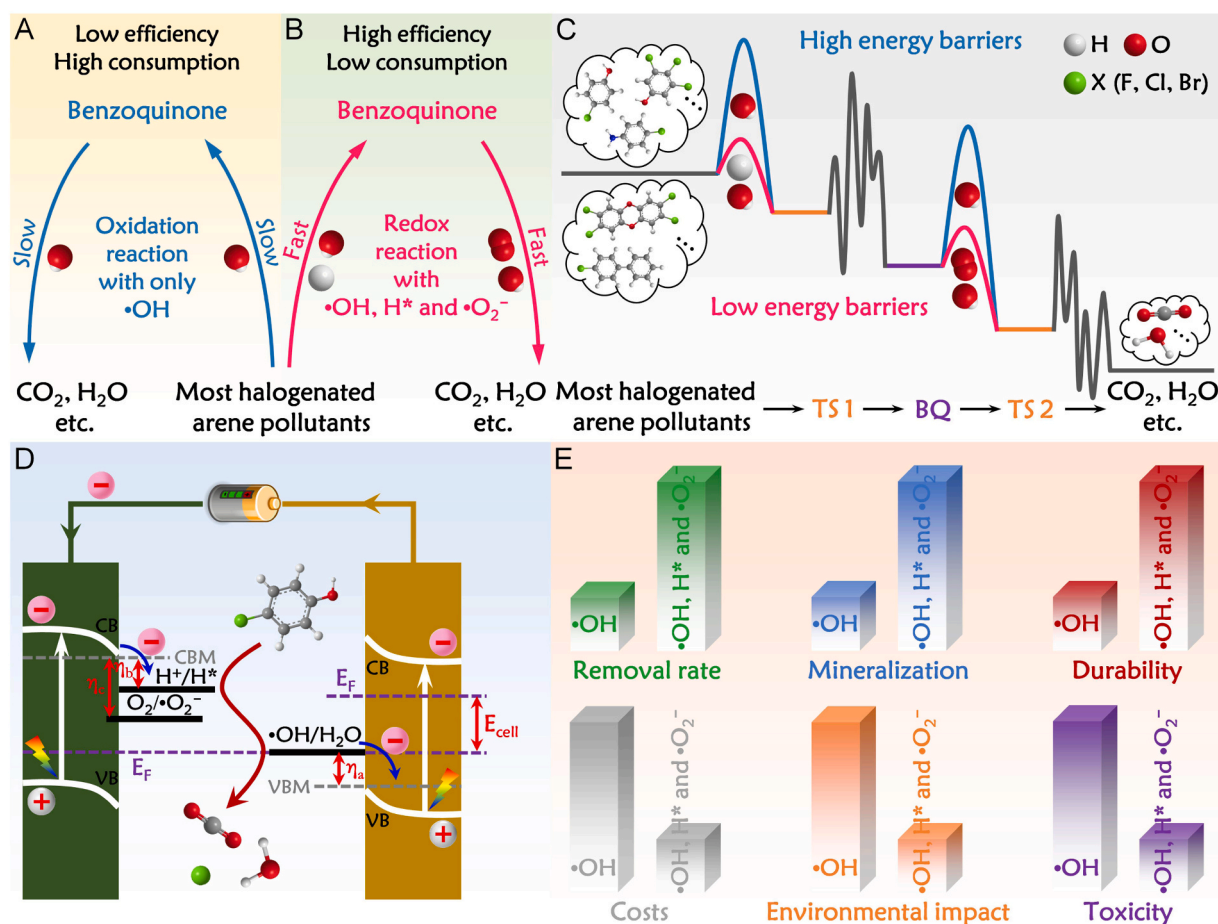 A
Low efficiency
High consumption
Benzoquinone
Slow
Oxidation
reaction
with only
•OH
Slow
CO₂, H₂O
etc.
Most halogenated
arene pollutants
B
High efficiency
Low consumption
Benzoquinone
Fast
Redox
reaction
with
•OH, H* and •O₂⁻
Fast
CO₂, H₂O
etc.
C
High energy barriers
H O
X (F, Cl, Br)
Low energy barriers
Most halogenated
arene pollutants
TS 1
BQ
TS 2
CO₂, H₂O
etc.
D
CB
CBM
ηb
ηc
H⁺/H*
O₂/•O₂⁻
EF
VB
CB
EF
Ecell
•OH/H₂O
ηa
VBM
VB
E
•OH
•OH, H* and •O₂⁻
Removal rate
•OH
•OH, H* and •O₂⁻
Mineralization
•OH
•OH, H* and •O₂⁻
Durability
•OH
•OH, H* and •O₂⁻
Costs
•OH
•OH, H* and •O₂⁻
Environmental impact
•OH
•OH, H* and •O₂⁻
Toxicity